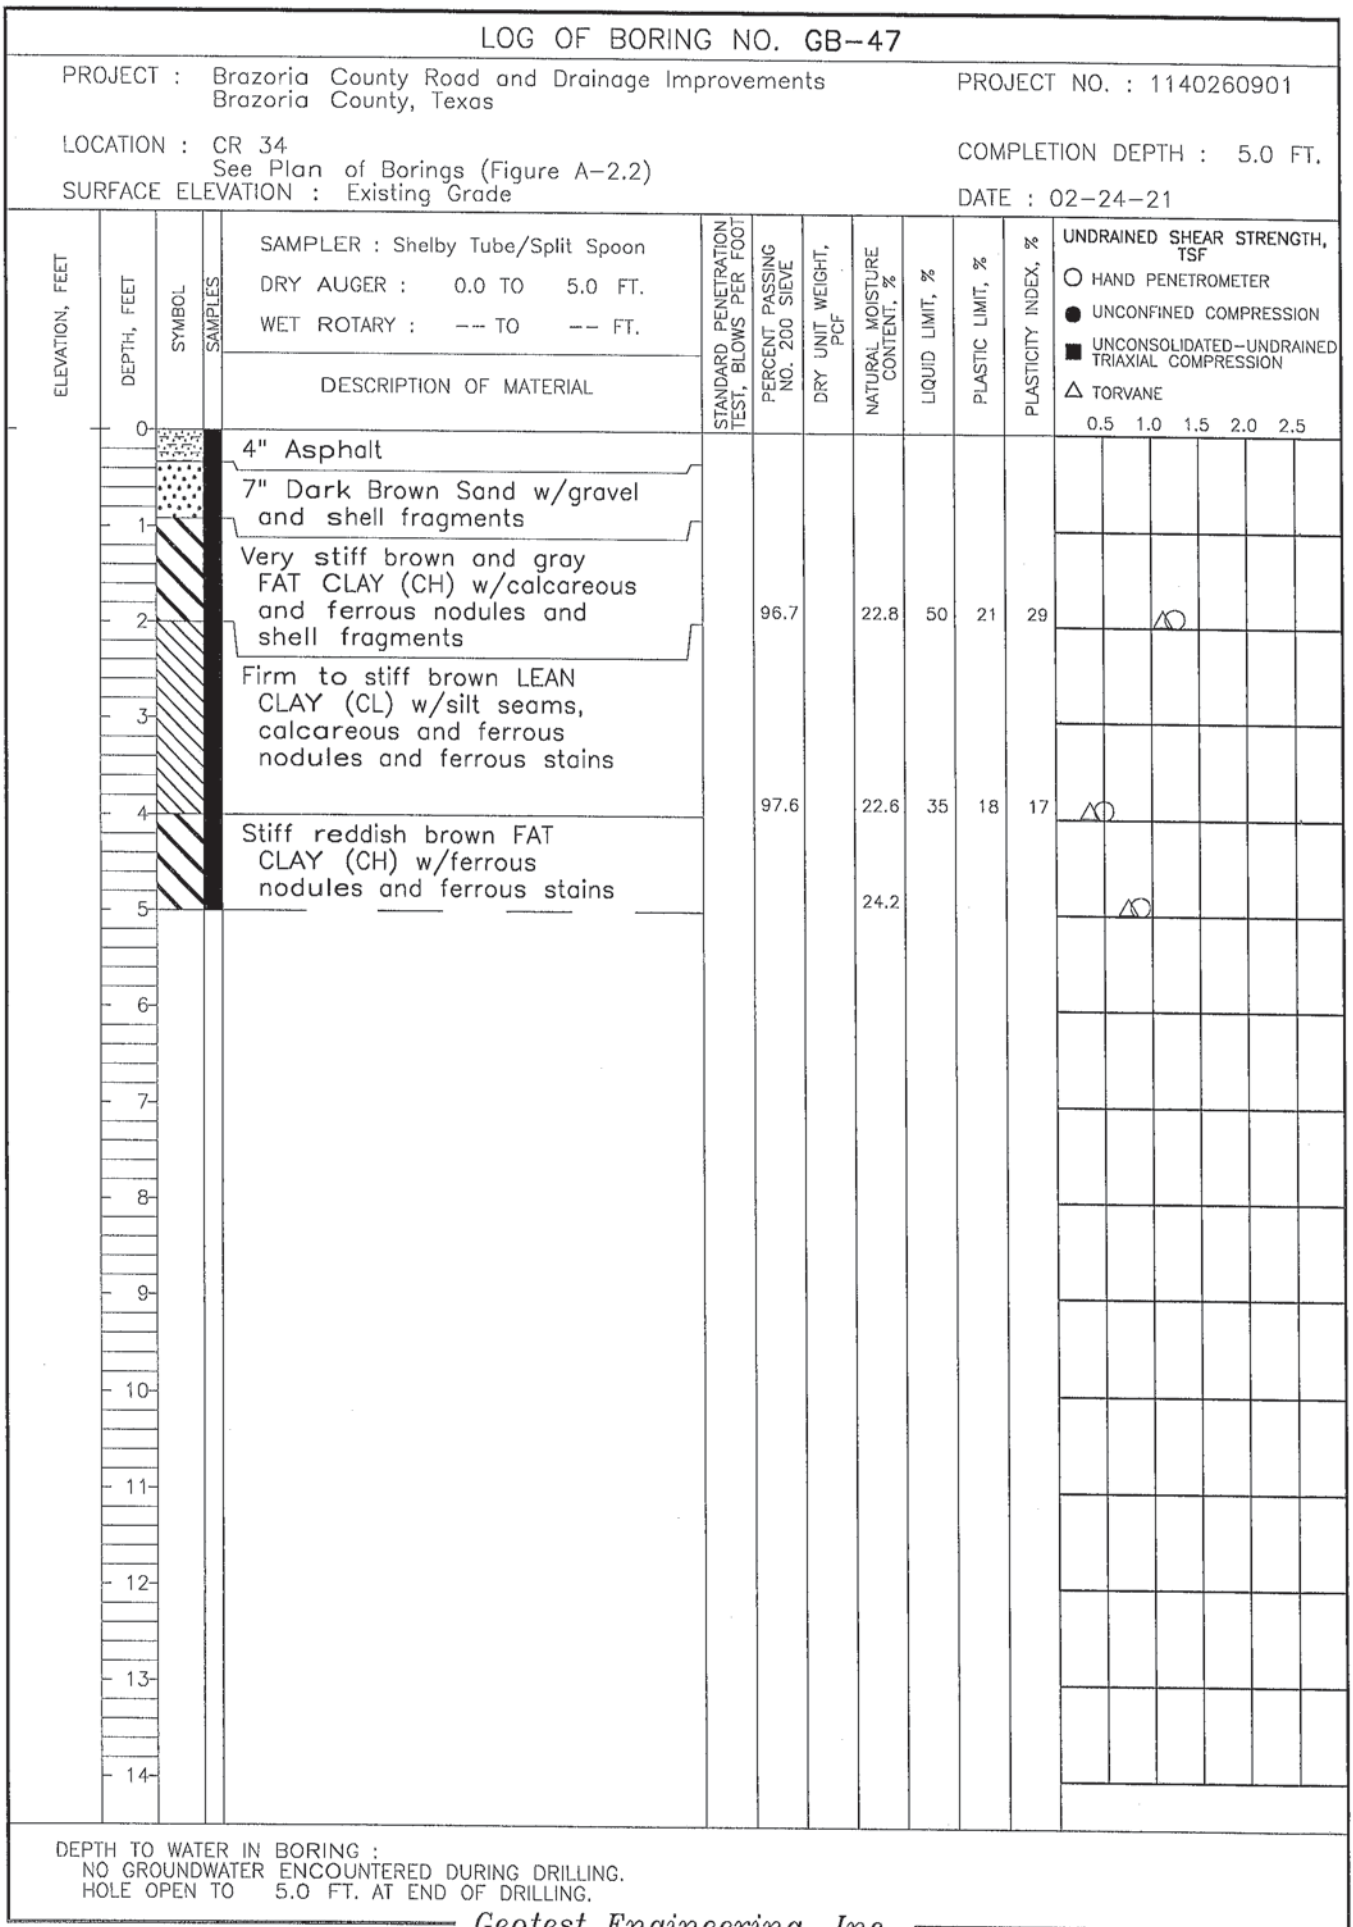 LOG OF BORING NO. GB-47
PROJECT : Brazoria County Road and Drainage Improvements
Brazoria County, Texas
PROJECT NO. : 1140260901
LOCATION : CR 34
See Plan of Borings (Figure A-2.2)
COMPLETION DEPTH : 5.0 FT.
SURFACE ELEVATION : Existing Grade
DATE : 02-24-21
ELEVATION, FEET
DEPTH, FEET
SYMBOL
SAMPLES
SAMPLER : Shelby Tube/Split Spoon
DRY AUGER : 0.0 TO 5.0 FT.
WET ROTARY : -- TO -- FT.
DESCRIPTION OF MATERIAL
STANDARD PENETRATION
TEST, BLOWS PER FOOT
PERCENT PASSING
NO. 200 SIEVE
DRY UNIT WEIGHT,
PCF
NATURAL MOISTURE
CONTENT, %
LIQUID LIMIT, %
PLASTIC LIMIT, %
PLASTICITY INDEX, %
UNDRAINED SHEAR STRENGTH,
TSF
○ HAND PENETROMETER
● UNCONFINED COMPRESSION
■ UNCONSOLIDATED-UNDRAINED
TRIAXIAL COMPRESSION
△ TORVANE
0.5 1.0 1.5 2.0 2.5
0
4" Asphalt
7" Dark Brown Sand w/gravel
and shell fragments
1
Very stiff brown and gray
FAT CLAY (CH) w/calcareous
and ferrous nodules and
shell fragments
2
96.7 22.8 50 21 29
Firm to stiff brown LEAN
CLAY (CL) w/silt seams,
calcareous and ferrous
nodules and ferrous stains
3
4
97.6 22.6 35 18 17
Stiff reddish brown FAT
CLAY (CH) w/ferrous
nodules and ferrous stains
5
24.2
6
7
8
9
10
11
12
13
14
DEPTH TO WATER IN BORING :
NO GROUNDWATER ENCOUNTERED DURING DRILLING.
HOLE OPEN TO 5.0 FT. AT END OF DRILLING.
Geotest Engineering, Inc.